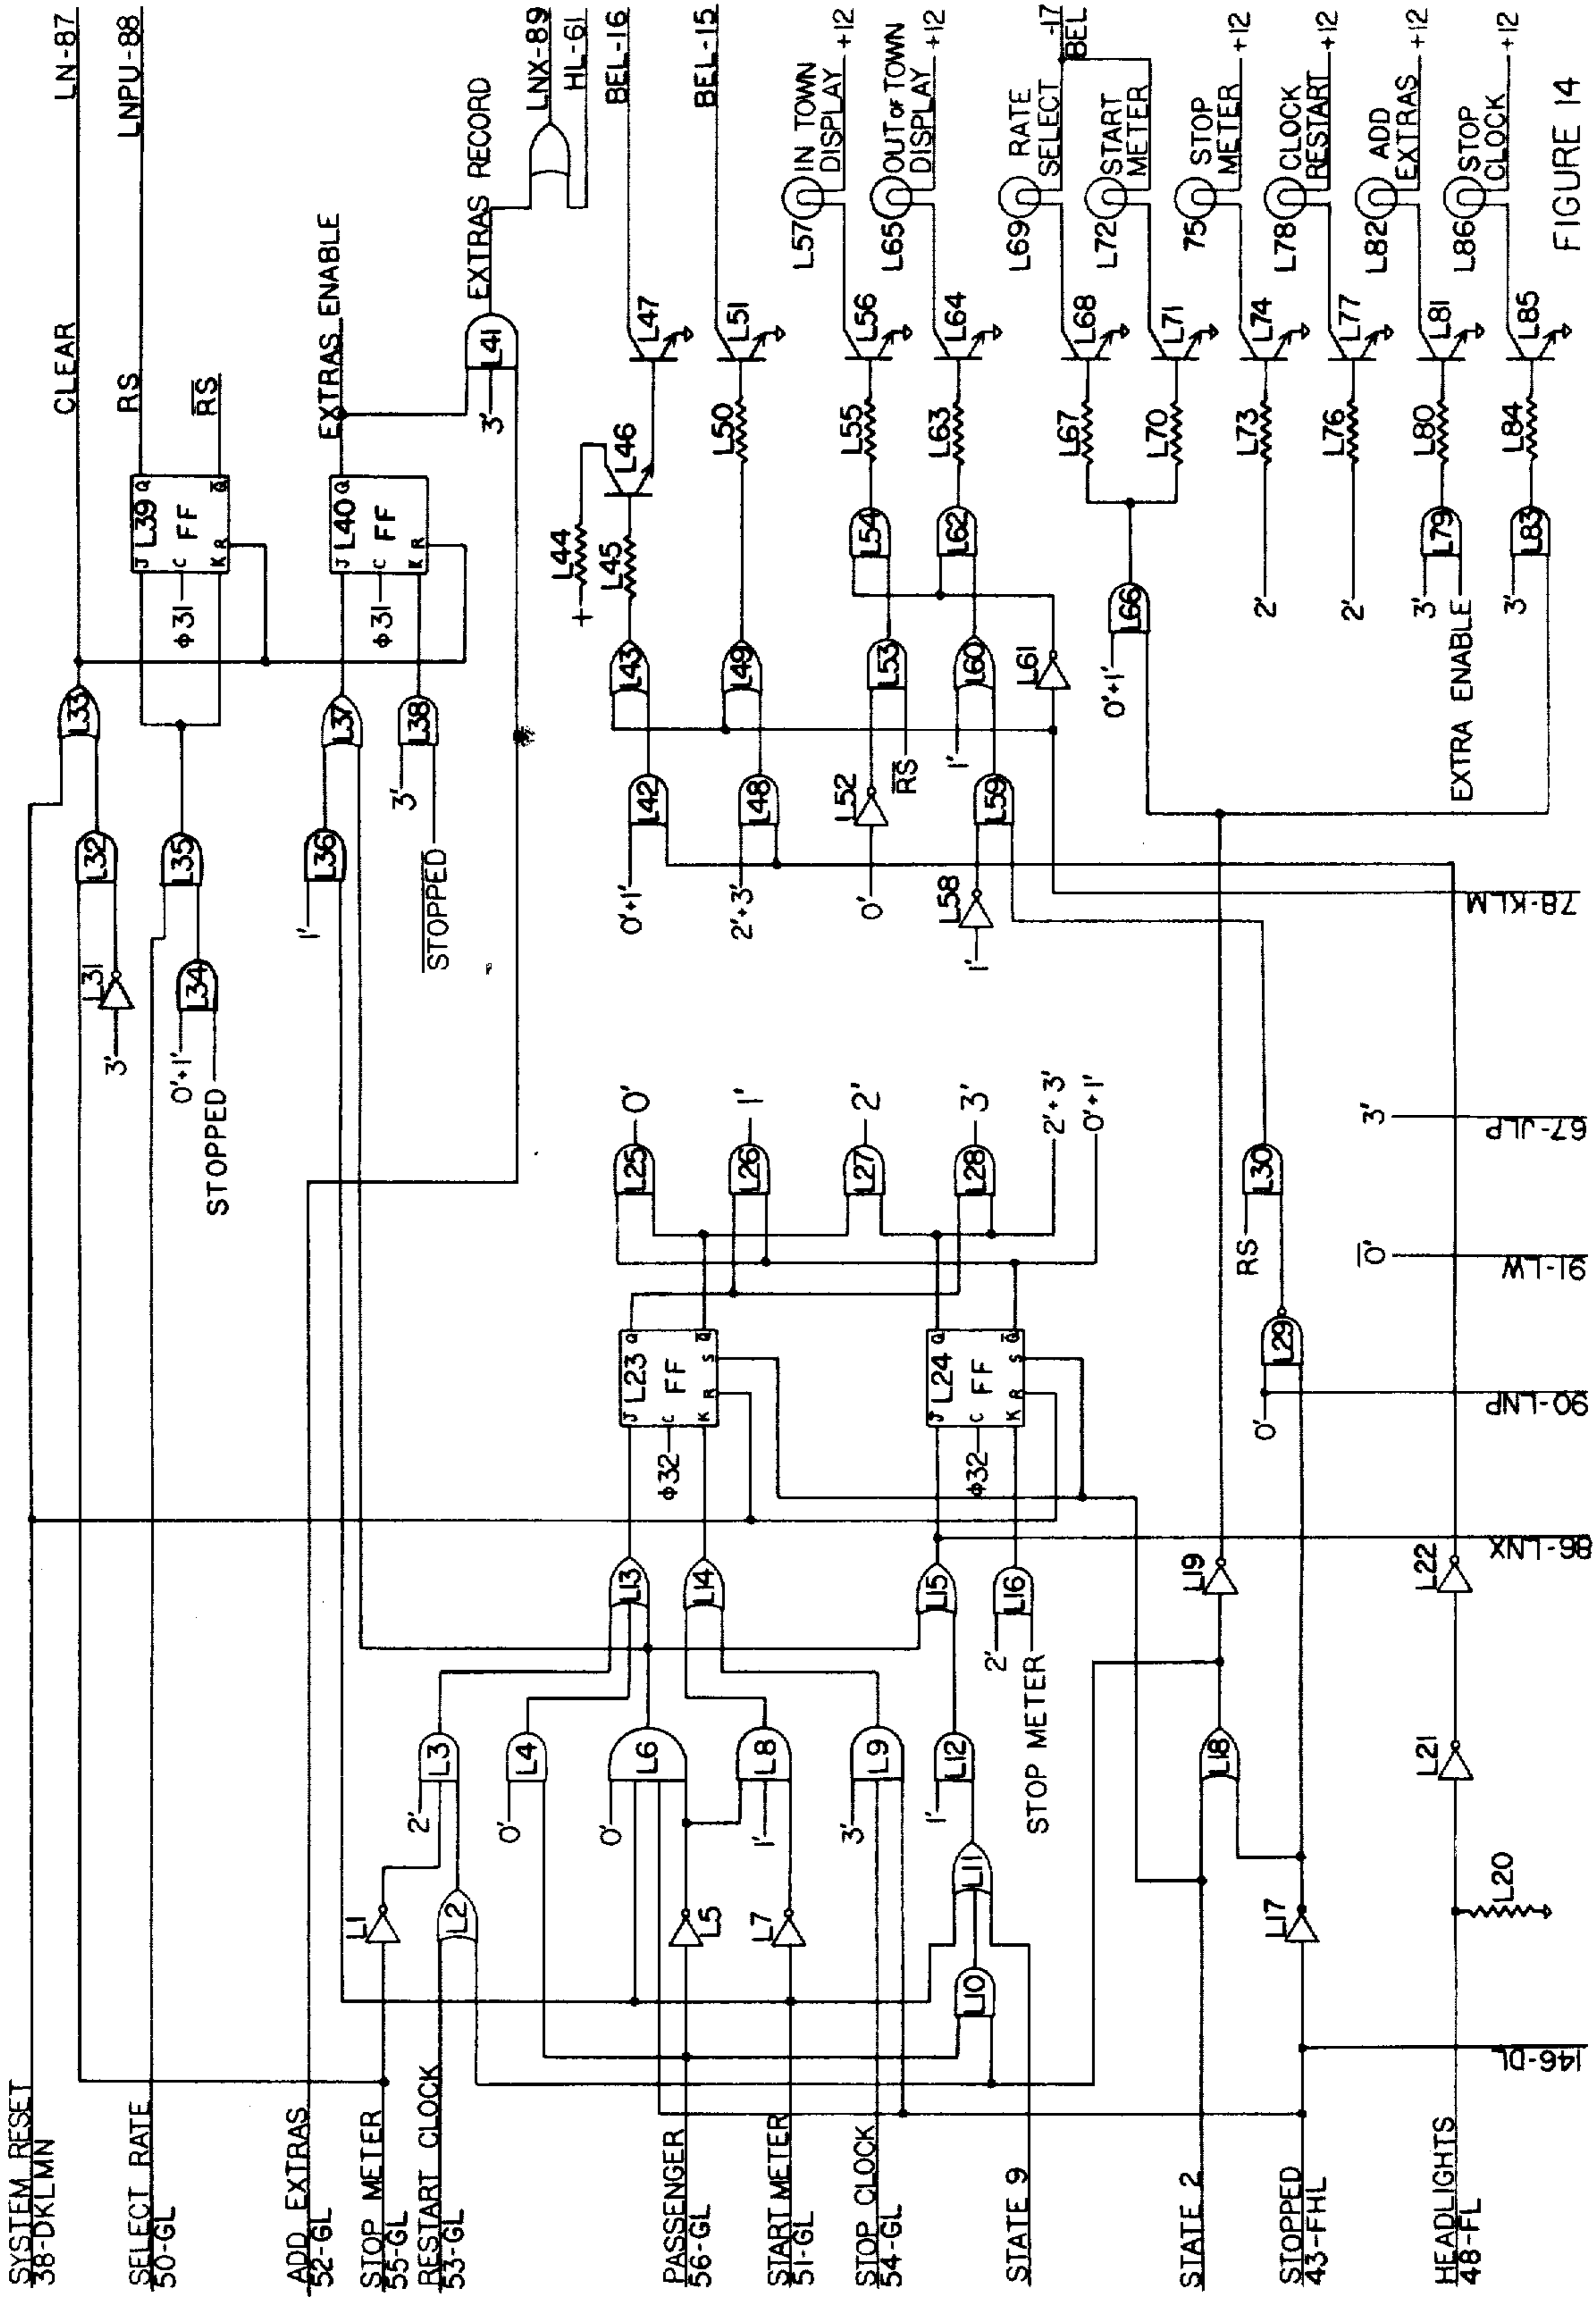 SYSTEM RESET
38-DKLMN
SELECT RATE
50-GL
ADD EXTRAS
52-GL
STOP METER
55-GL
RESTART CLOCK
53-GL
PASSENGER
56-GL
START METER
51-GL
STOP CLOCK
54-GL
STATE 9
STATE 2
STOPPED
43-FHL
HEADLIGHTS
48-FL
L1
L2
2'
L3
0'
L4
0'
L5
L6
L7
1'
L8
3'
L9
L10
L11
1'
L12
L13
L14
L15
2'
STOP METER
L16
L17
L18
L19
L20
L21
L22
146-DL
86-LNX
90-LNP
91-LW
67-JLP
78-KLM
J L23 Q
Φ32 C FF
K R S Q̅
J L24 Q
Φ32 C FF
K R S Q̅
L25 0'
L26 1'
L27 2'
L28 3'
2'+3'
0'+1'
0'
L29
RS
L30
0̅'̅
3'
3'
L31
L32
L33
0'+1'
STOPPED
L34
L35
1'
L36
L37
3'
S̅T̅O̅P̅P̅E̅D̅
L38
J L39 Q
Φ31 C FF
K R Q̅
J L40 Q
Φ31 C FF
K R
CLEAR
LN-87
RS
LNPU-88
R̅S̅
EXTRAS ENABLE
3'
L41
EXTRAS RECORD
LNX-89
HL-61
0'+1'
L42
L43
+
L44
L45
L46
L47
BEL-16
2'+3'
L48
L49
L50
L51
BEL-15
0'
L52
R̅S̅
L53
L54
L55
L56
L57
IN TOWN
DISPLAY
+12
1'
L58
L59
1'
L60
L61
L62
L63
L64
L65
OUT OF TOWN
DISPLAY
+12
0'+1'
L66
L67
L68
L69
RATE
SELECT
-17
BEL
L70
L71
L72
START
METER
2'
L73
L74
75
STOP
METER
+12
2'
L76
L77
L78
CLOCK
RESTART
+12
3'
EXTRA ENABLE
L79
L80
L81
L82
ADD
EXTRAS
+12
3'
L83
L84
L85
L86
STOP
CLOCK
+12
FIGURE 14